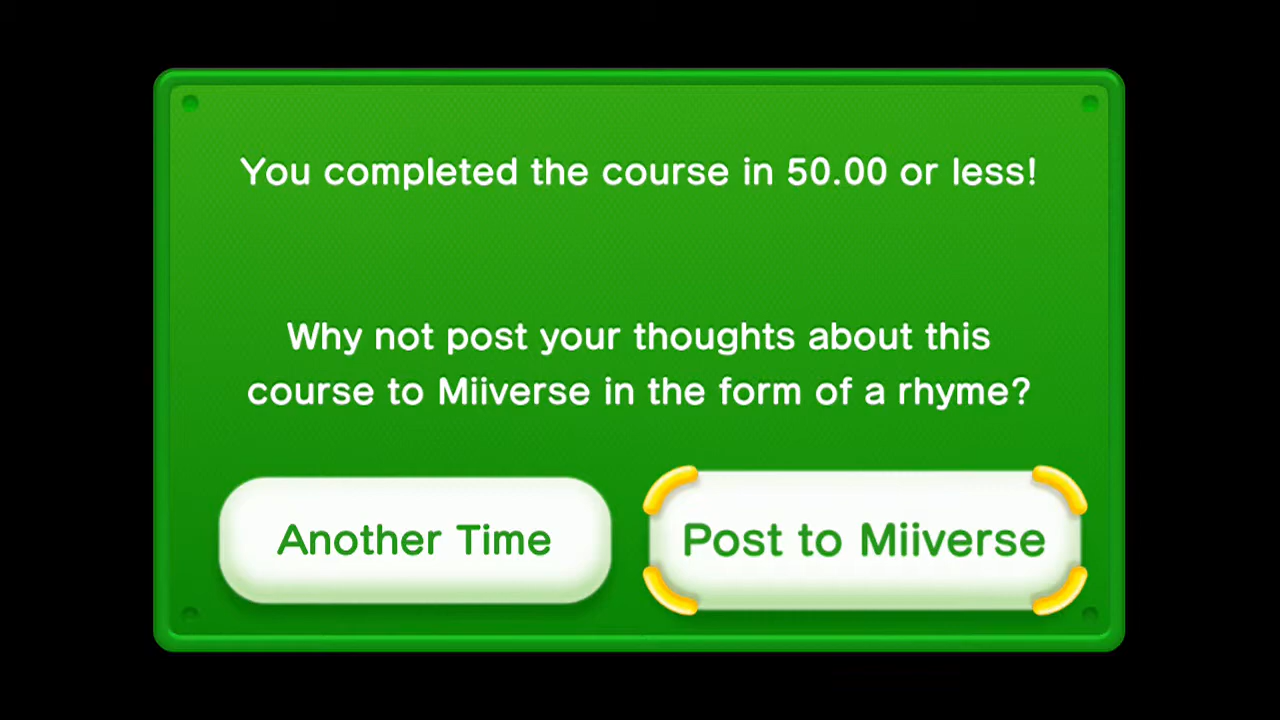 You completed the course in 50.00 or less!
Why not post your thoughts about this
course to Miiverse in the form of a rhyme?
Another Time
Post to Miiverse